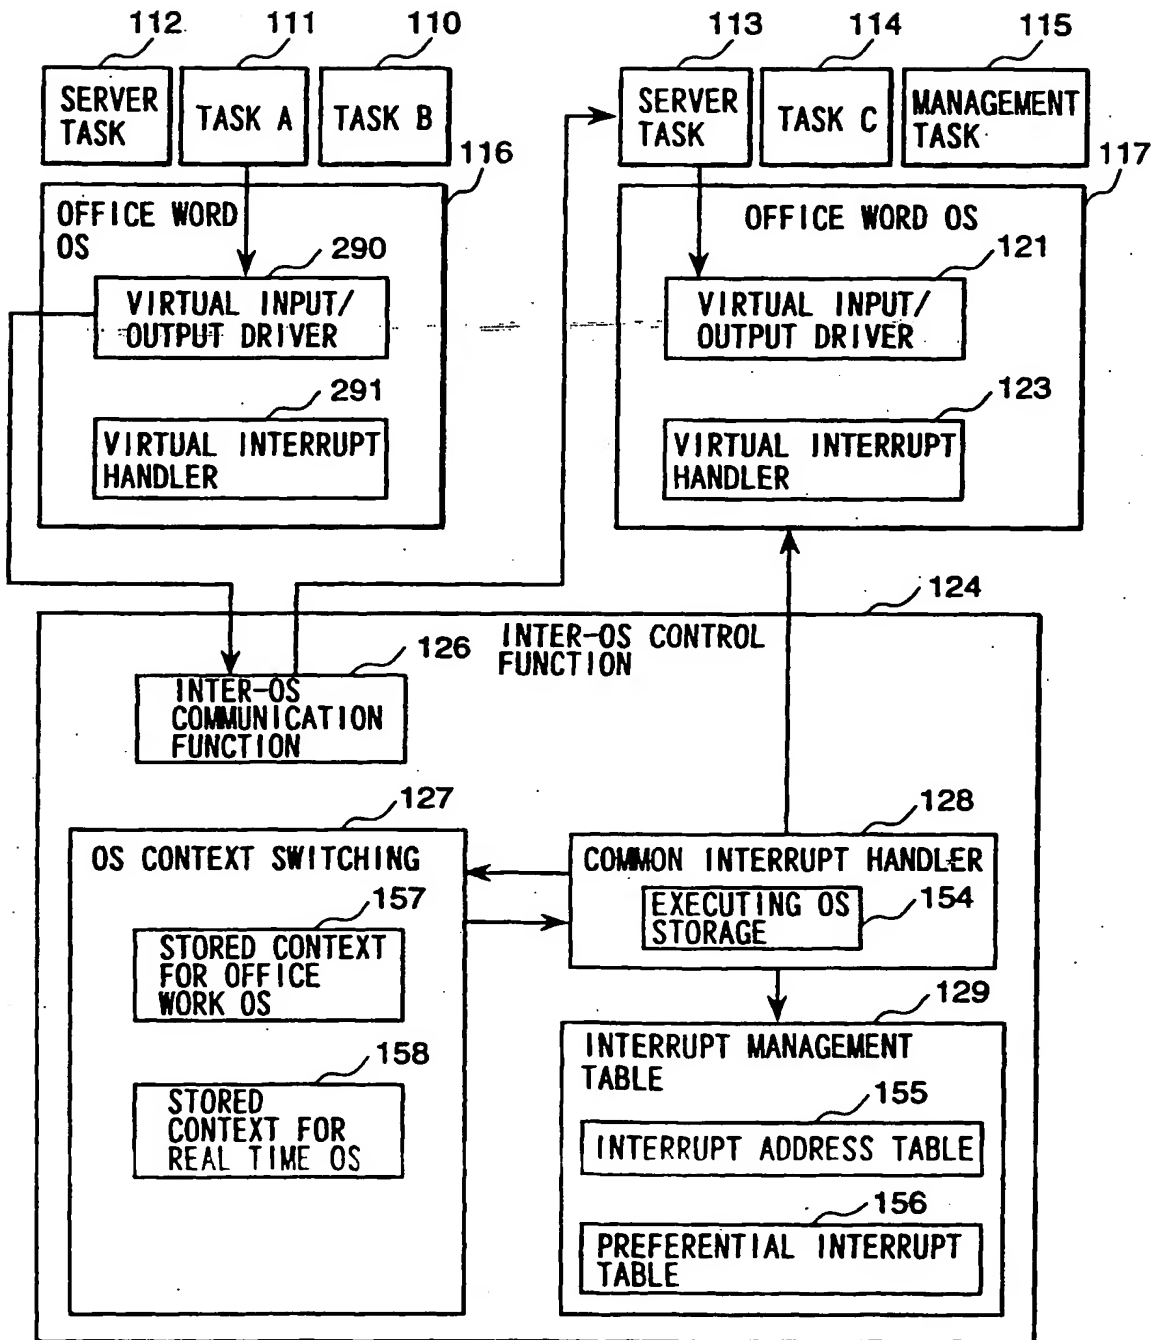 112
111
110
113
114
115
SERVER
TASK
TASK A
TASK B
SERVER
TASK
TASK C
MANAGEMENT
TASK
116
117
OFFICE WORD
OS
290
VIRTUAL INPUT/
OUTPUT DRIVER
291
VIRTUAL INTERRUPT
HANDLER
OFFICE WORD OS
121
VIRTUAL INPUT/
OUTPUT DRIVER
123
VIRTUAL INTERRUPT
HANDLER
124
INTER-OS CONTROL
FUNCTION
126
INTER-OS
COMMUNICATION
FUNCTION
127
OS CONTEXT SWITCHING
157
STORED CONTEXT
FOR OFFICE
WORK OS
158
STORED
CONTEXT FOR
REAL TIME OS
128
COMMON INTERRUPT HANDLER
EXECUTING OS
STORAGE
154
129
INTERRUPT MANAGEMENT
TABLE
155
INTERRUPT ADDRESS TABLE
156
PREFERENTIAL INTERRUPT
TABLE